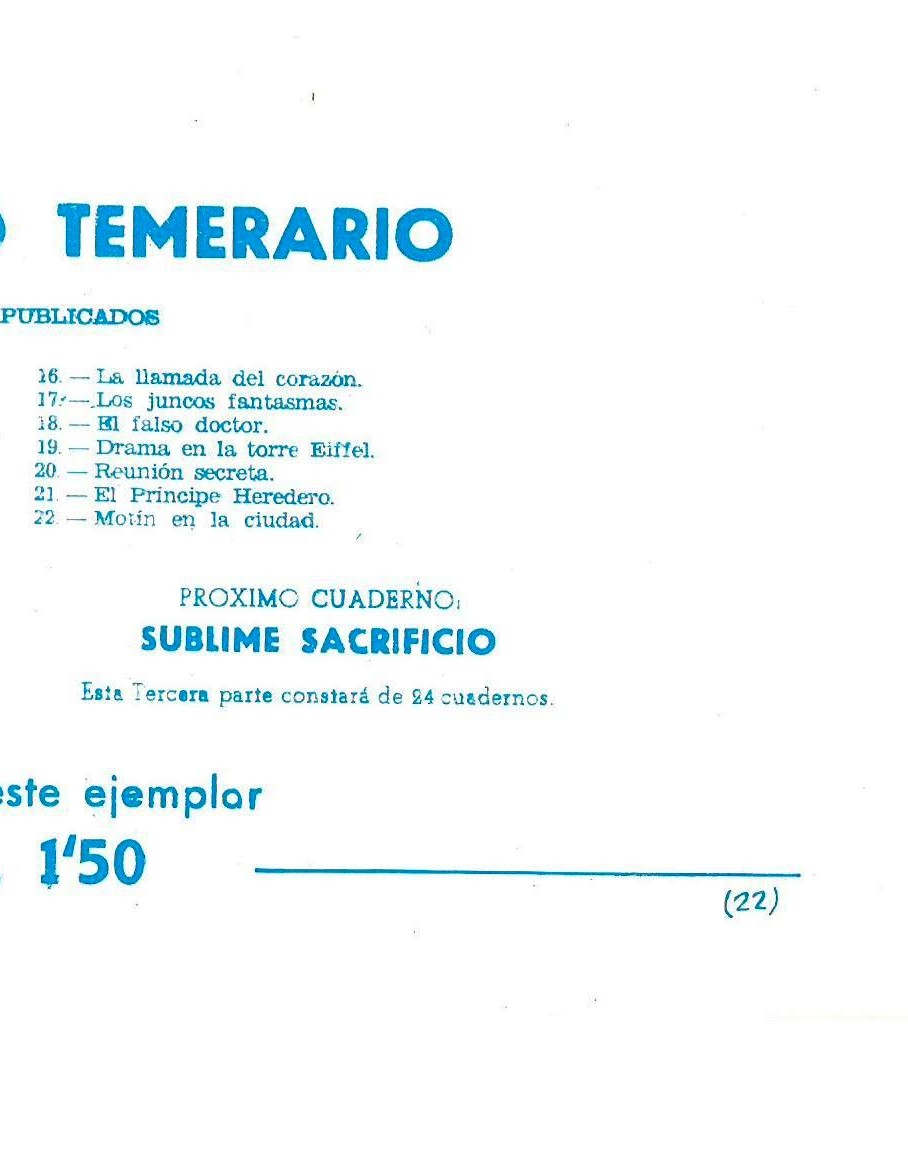 TEMERARIO
PUBLICADOS
16. — La llamada del corazón.
17. — Los juncos fantasmas.
18. — El falso doctor.
19. — Drama en la torre Eiffel.
20 — Reunión secreta.
21. — El Príncipe Heredero.
22 — Motín en la ciudad.
PROXIMO CUADERNO:
SUBLIME SACRIFICIO
Esta Tercera parte constará de 24 cuadernos.
este ejemplar
1'50
(22)